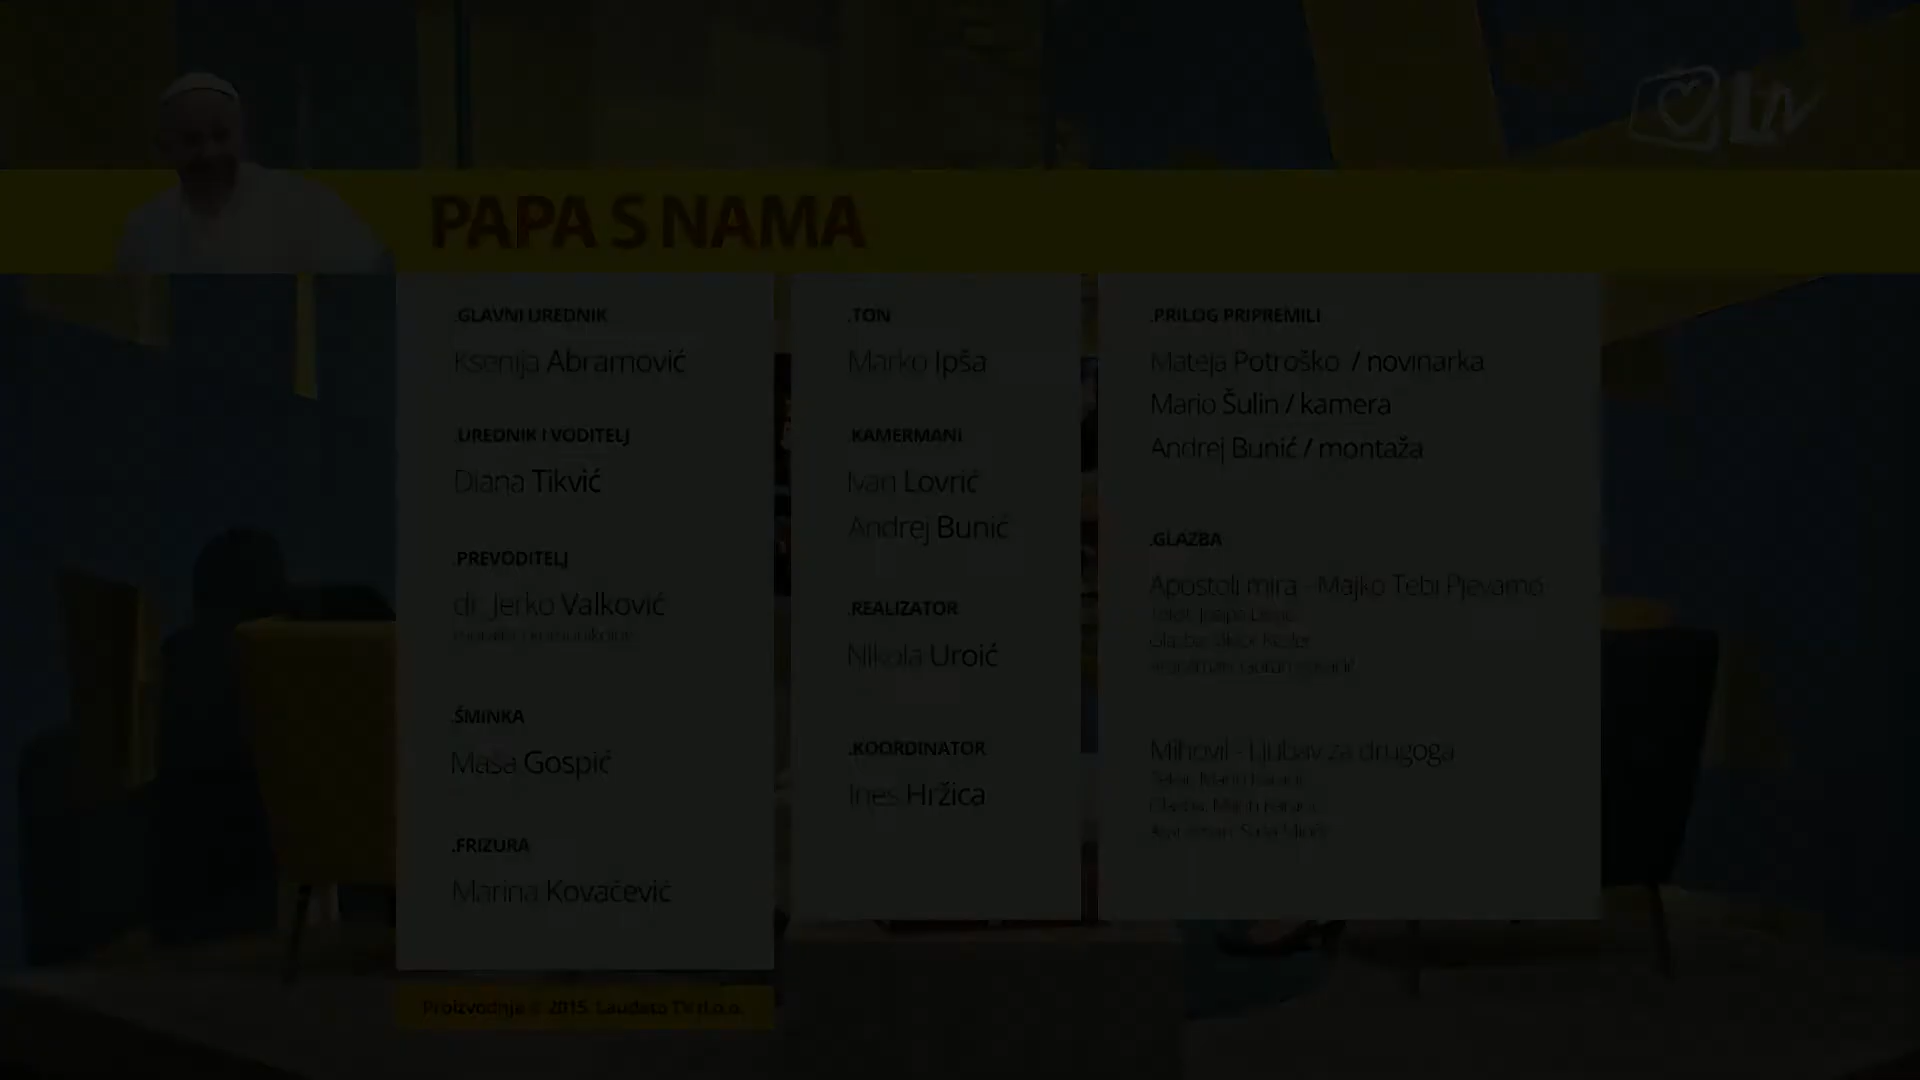 LTV
PAPA S NAMA
.GLAVNI UREDNIK
Ksenija Abramović
.UREDNIK I VODITELJ
Diana Tikvić
.PREVODITELJ
dr. Jerko Valković
.ŠMINKA
Maša Gospić
.FRIZURA
Marina Kovačević
Proizvodnja © 2015. Laudato TV d.o.o.
.TON
Marko Ipša
.KAMERMANI
Ivan Lovrić
Andrej Bunić
.REALIZATOR
Nikola Uroić
.KOORDINATOR
Ines Hržica
.PRILOG PRIPREMILI
Mateja Potroško / novinarka
Mario Šulin / kamera
Andrej Bunić / montaža
.GLAZBA
Apostoli mira - Majko Tebi Pjevamo
Mihovil - Ljubav za drugoga